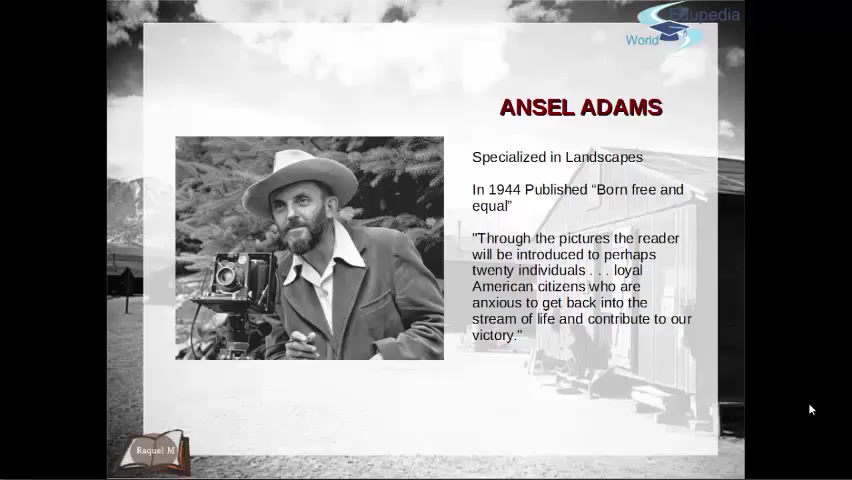 Edupedia
World
ANSEL ADAMS
Specialized in Landscapes
In 1944 Published “Born free and
equal”
"Through the pictures the reader
will be introduced to perhaps
twenty individuals . . . loyal
American citizens who are
anxious to get back into the
stream of life and contribute to our
victory."
Raquel M